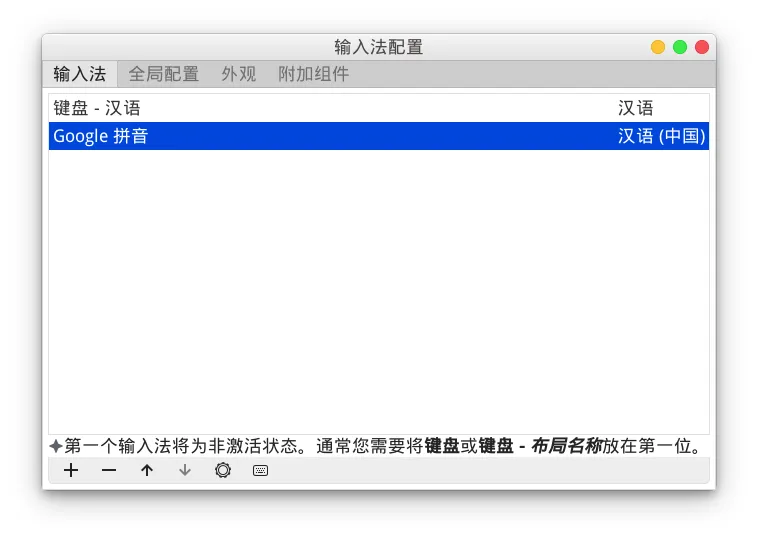 输入法配置
输入法 全局配置 外观 附加组件
键盘 - 汉语 汉语
Google 拼音 汉语 (中国)
第一个输入法将为非激活状态。通常您需要将键盘或键盘 - 布局名称放在第一位。